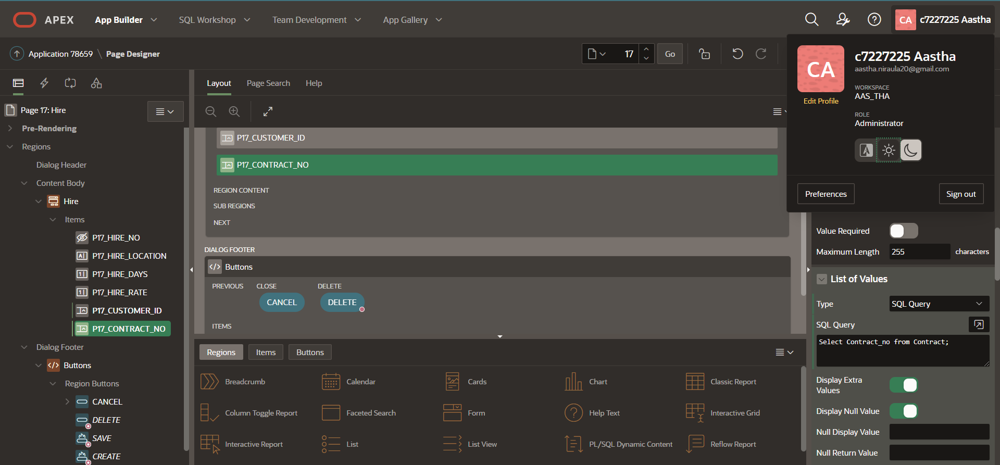 APEX
App Builder
SQL Workshop
Team Development
App Gallery
CA
c7227225 Aastha
Application 78659 \ Page Designer
17
Go
CA
c7227225 Aastha
aastha.niraula20@gmail.com
WORKSPACE
AAS_THA
Edit Profile
ROLE
Administrator
A
Preferences
Sign out
Page 17: Hire
Pre-Rendering
Regions
Dialog Header
Content Body
Hire
Items
P17_HIRE_NO
P17_HIRE_LOCATION
P17_HIRE_DAYS
P17_HIRE_RATE
P17_CUSTOMER_ID
P17_CONTRACT_NO
Dialog Footer
Buttons
Region Buttons
CANCEL
DELETE
SAVE
CREATE
Layout
Page Search
Help
P17_CUSTOMER_ID
P17_CONTRACT_NO
REGION CONTENT
SUB REGIONS
NEXT
DIALOG FOOTER
Buttons
PREVIOUS
CLOSE
DELETE
CANCEL
DELETE
ITEMS
Regions
Items
Buttons
Breadcrumb
Calendar
Cards
Chart
Classic Report
Column Toggle Report
Faceted Search
Form
Help Text
Interactive Grid
Interactive Report
List
List View
PL/SQL Dynamic Content
Reflow Report
Value Required
Maximum Length
255
characters
List of Values
Type
SQL Query
SQL Query
Select Contract_no from Contract;
Display Extra
Values
Display Null Value
Null Display Value
Null Return Value